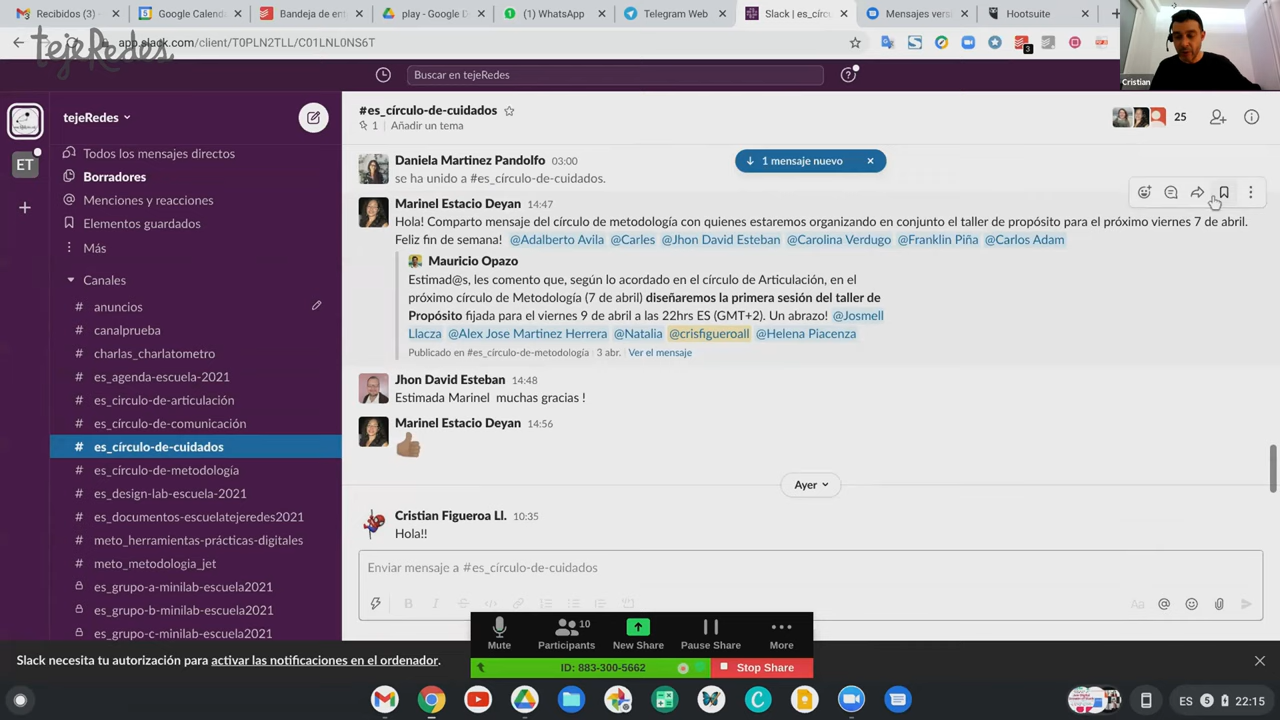 Recibidos (3)
Google Calenda
Bandeja de ent
play - Google D
(1) WhatsApp
Telegram Web
Slack | es_círc
Mensajes versi
Hootsuite
app.slack.com/client/T0PLN2TLL/C01LNL0NS6T
3
tejeRedes
Cristian
Buscar en tejeRedes
tejeRedes
ET
Todos los mensajes directos
Borradores
Menciones y reacciones
Elementos guardados
Más
Canales
# anuncios
# canalprueba
# charlas_charlatometro
# es_agenda-escuela-2021
# es_circulo-de-articulación
# es_circulo-de-comunicación
# es_círculo-de-cuidados
# es_círculo-de-metodología
# es_design-lab-escuela-2021
# es_documentos-escuelatejeredes2021
# meto_herramientas-prácticas-digitales
# meto_metodologia_jet
es_grupo-a-minilab-escuela2021
es_grupo-b-minilab-escuela2021
es_grupo-c-minilab-escuela2021
#es_círculo-de-cuidados
1 | Añadir un tema
25
1 mensaje nuevo
Daniela Martinez Pandolfo 03:00
se ha unido a #es_círculo-de-cuidados.
Marinel Estacio Deyan 14:47
Hola! Comparto mensaje del círculo de metodología con quienes estaremos organizando en conjunto el taller de propósito para el próximo viernes 7 de abril.
Feliz fin de semana! @Adalberto Avila @Carles @Jhon David Esteban @Carolina Verdugo @Franklin Piña @Carlos Adam
Mauricio Opazo
Estimad@s, les comento que, según lo acordado en el círculo de Articulación, en el
próximo círculo de Metodología (7 de abril) diseñaremos la primera sesión del taller de
Propósito fijada para el viernes 9 de abril a las 22hrs ES (GMT+2). Un abrazo! @Josmell
Llacza @Alex Jose Martinez Herrera @Natalia @crisfigueroall @Helena Piacenza
Publicado en #es_círculo-de-metodología | 3 abr. | Ver el mensaje
Jhon David Esteban 14:48
Estimada Marinel muchas gracias !
Marinel Estacio Deyan 14:56
Ayer
Cristian Figueroa Ll. 10:35
Hola!!
Enviar mensaje a #es_círculo-de-cuidados
Aa
Mute
Participants 10
New Share
Pause Share
More
ID: 883-300-5662
Stop Share
Slack necesita tu autorización para activar las notificaciones en el ordenador.
ES 5 22:15